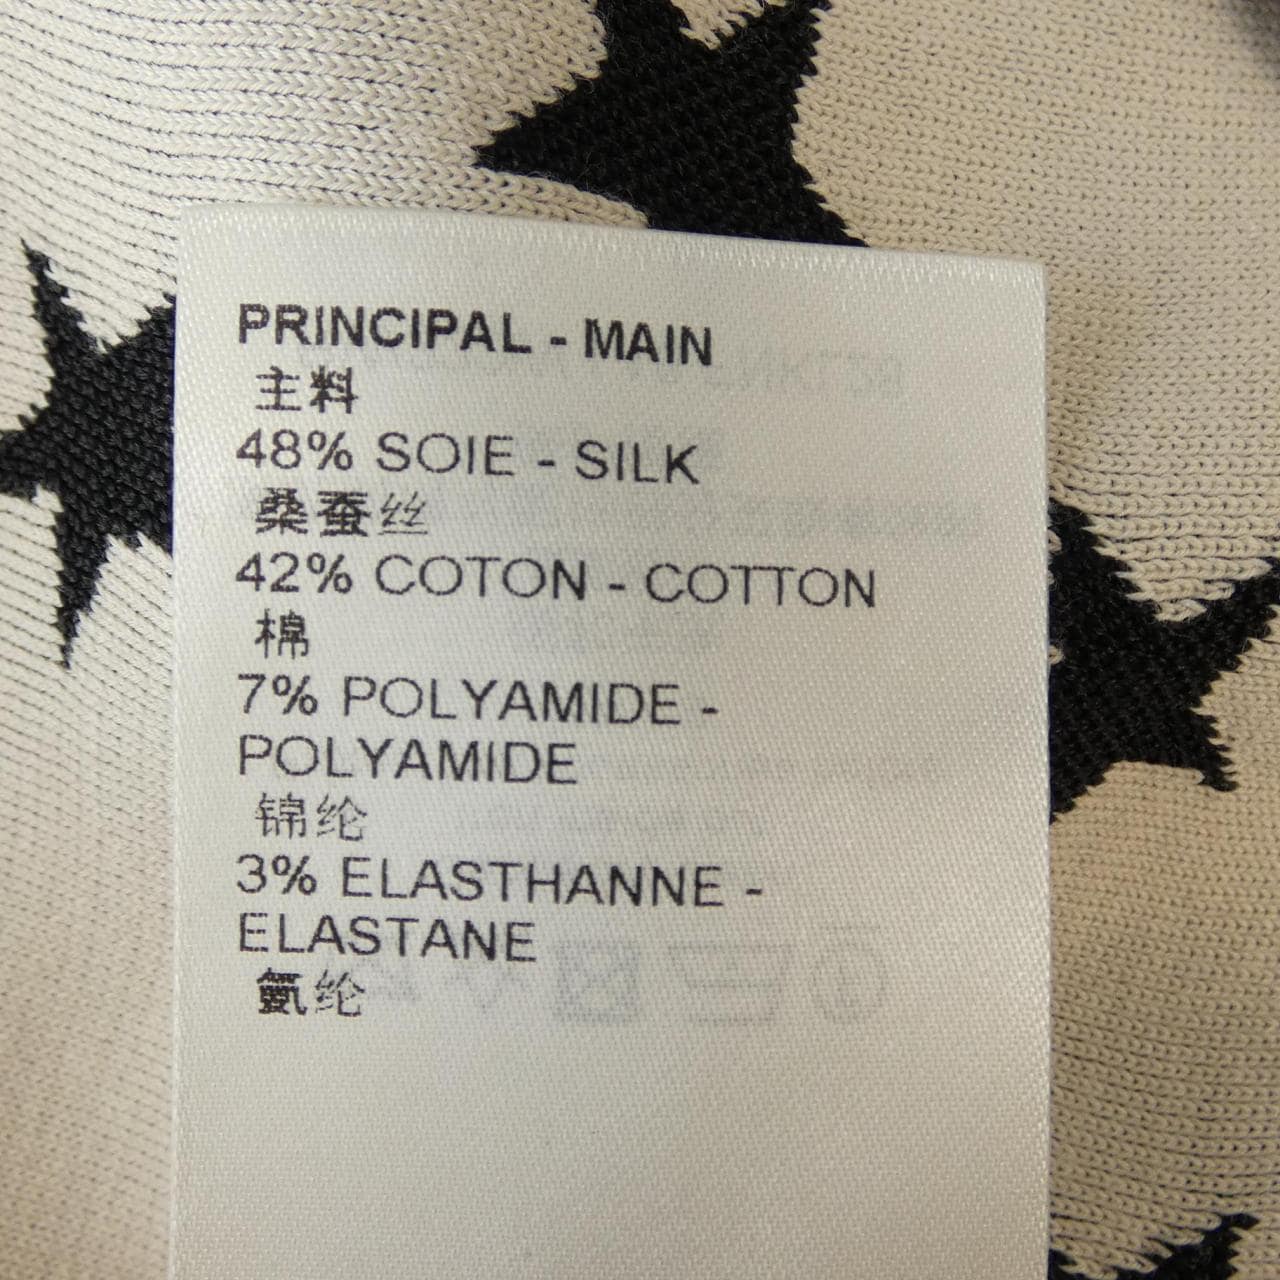 PRINCIPAL - MAIN
主料
48% SOIE - SILK
桑蚕丝
42% COTON - COTTON
棉
7% POLYAMIDE -
POLYAMIDE
锦纶
3% ELASTHANNE -
ELASTANE
氨纶